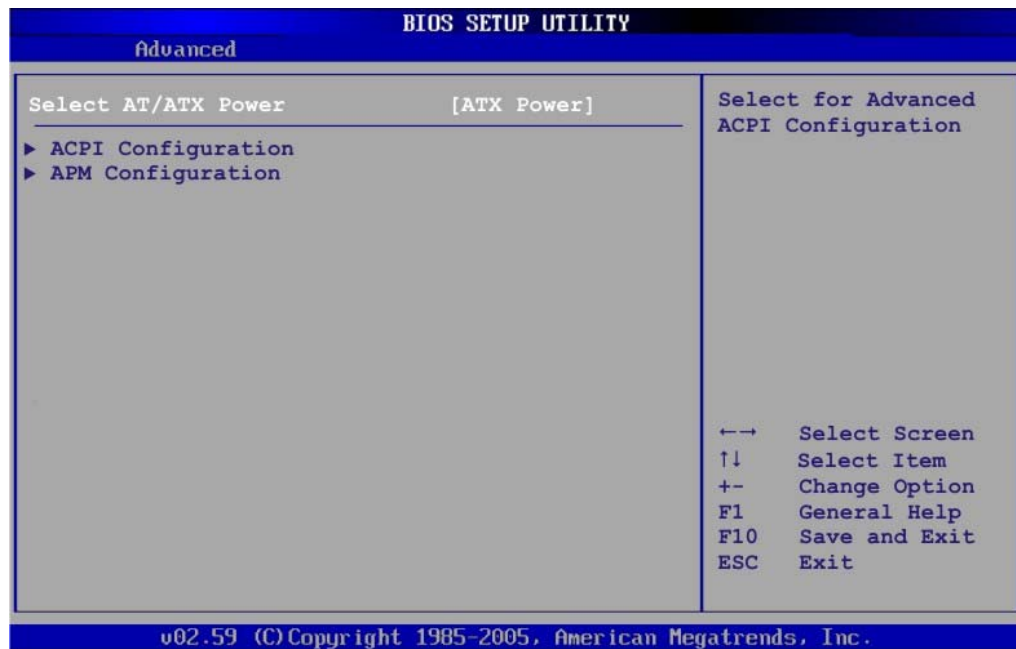 BIOS SETUP UTILITY
Advanced
Select AT/ATX Power [ATX Power]
▶ ACPI Configuration
▶ APM Configuration
Select for Advanced
ACPI Configuration
←→ Select Screen
↑↓ Select Item
+- Change Option
F1 General Help
F10 Save and Exit
ESC Exit
v02.59 (C)Copyright 1985-2005, American Megatrends, Inc.